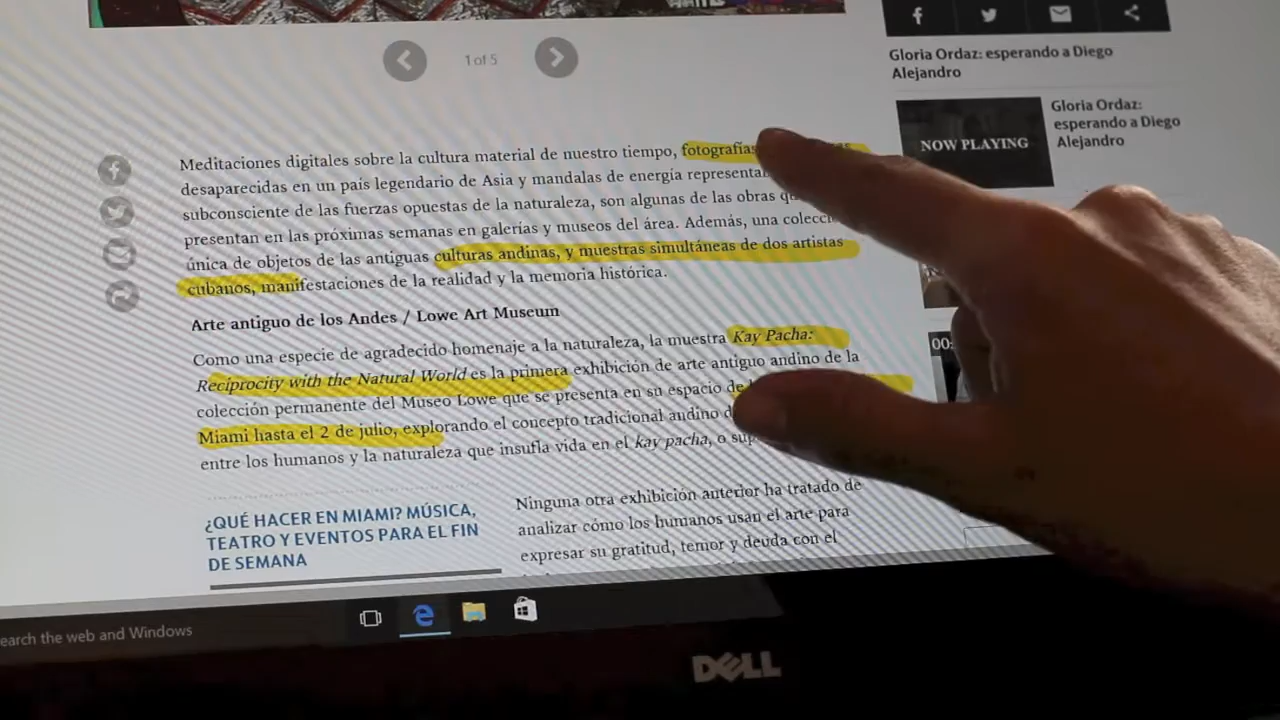 1 of 5
Gloria Ordaz: esperando a Diego
Alejandro
NOW PLAYING
Gloria Ordaz:
esperando a Diego
Alejandro
Meditaciones digitales sobre la cultura material de nuestro tiempo, fotografías
desaparecidas en un país legendario de Asia y mandalas de energía
subconsciente de las fuerzas opuestas de la naturaleza, son algunas de las obras
presentan en las próximas semanas en galerías y museos del área. Además, una
única de objetos de las antiguas culturas andinas, y muestras simultáneas de dos artistas
cubanos, manifestaciones de la realidad y la memoria histórica.
Arte antiguo de los Andes / Lowe Art Museum
Como una especie de agradecido homenaje a la naturaleza, la muestra Kay Pacha:
Reciprocity with the Natural World es la primera exhibición de arte antiguo andino de la
colección permanente del Museo Lowe que se presenta en su espacio de
Miami hasta el 2 de julio, explorando el concepto tradicional andino
entre los humanos y la naturaleza que insufla vida en el kay pacha, o
00:
¿QUÉ HACER EN MIAMI? MÚSICA,
TEATRO Y EVENTOS PARA EL FIN
DE SEMANA
Ninguna otra exhibición anterior ha tratado de
analizar cómo los humanos usan el arte para
expresar su gratitud, temor y deuda con el
earch the web and Windows
DELL